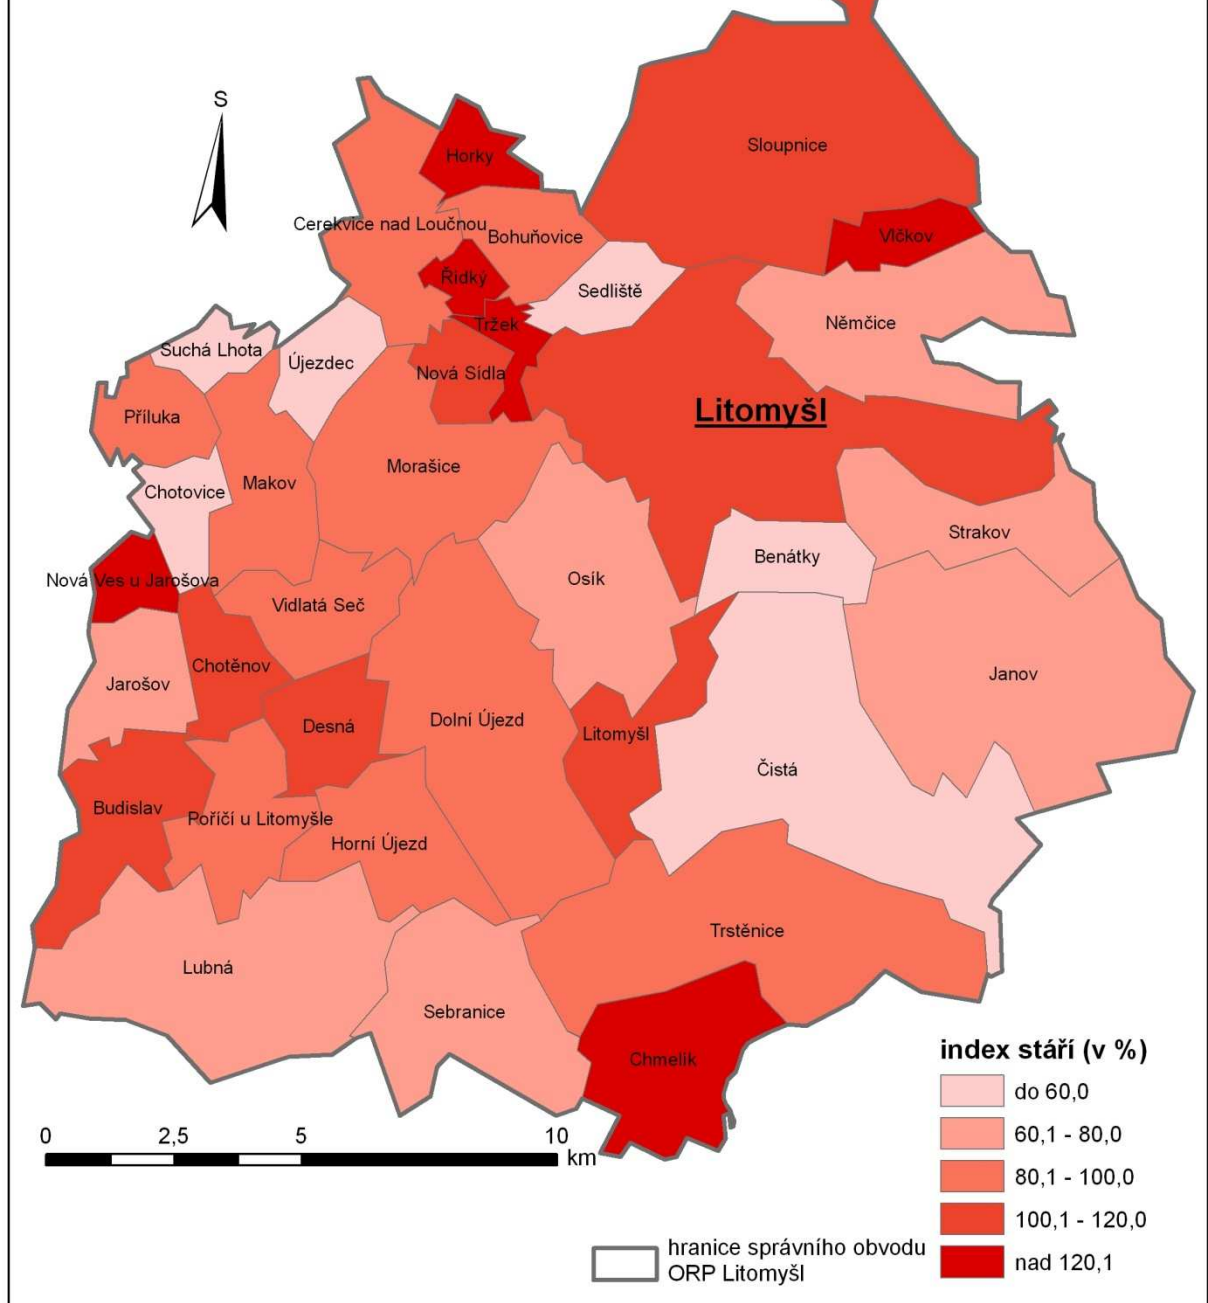 S
Sloupnice
Horky
Cerekvice nad Loučnou
Bohuňovice
Vlčkov
Řídký
Sedliště
Tržek
Němčice
Suchá Lhota
Újezdec
Nová Sídla
Příluka
Litomyšl
Morašice
Makov
Chotovice
Strakov
Benátky
Nová Ves u Jarošova
Osík
Vidlatá Seč
Chotěnov
Janov
Jarošov
Desná
Dolní Újezd
Litomyšl
Čistá
Budislav
Poříčí u Litomyšle
Horní Újezd
Trstěnice
Lubná
Sebranice
Chmelík
index stáří (v %)
do 60,0
60,1 - 80,0
80,1 - 100,0
100,1 - 120,0
nad 120,1
0 2,5 5 10
km
hranice správního obvodu
ORP Litomyšl